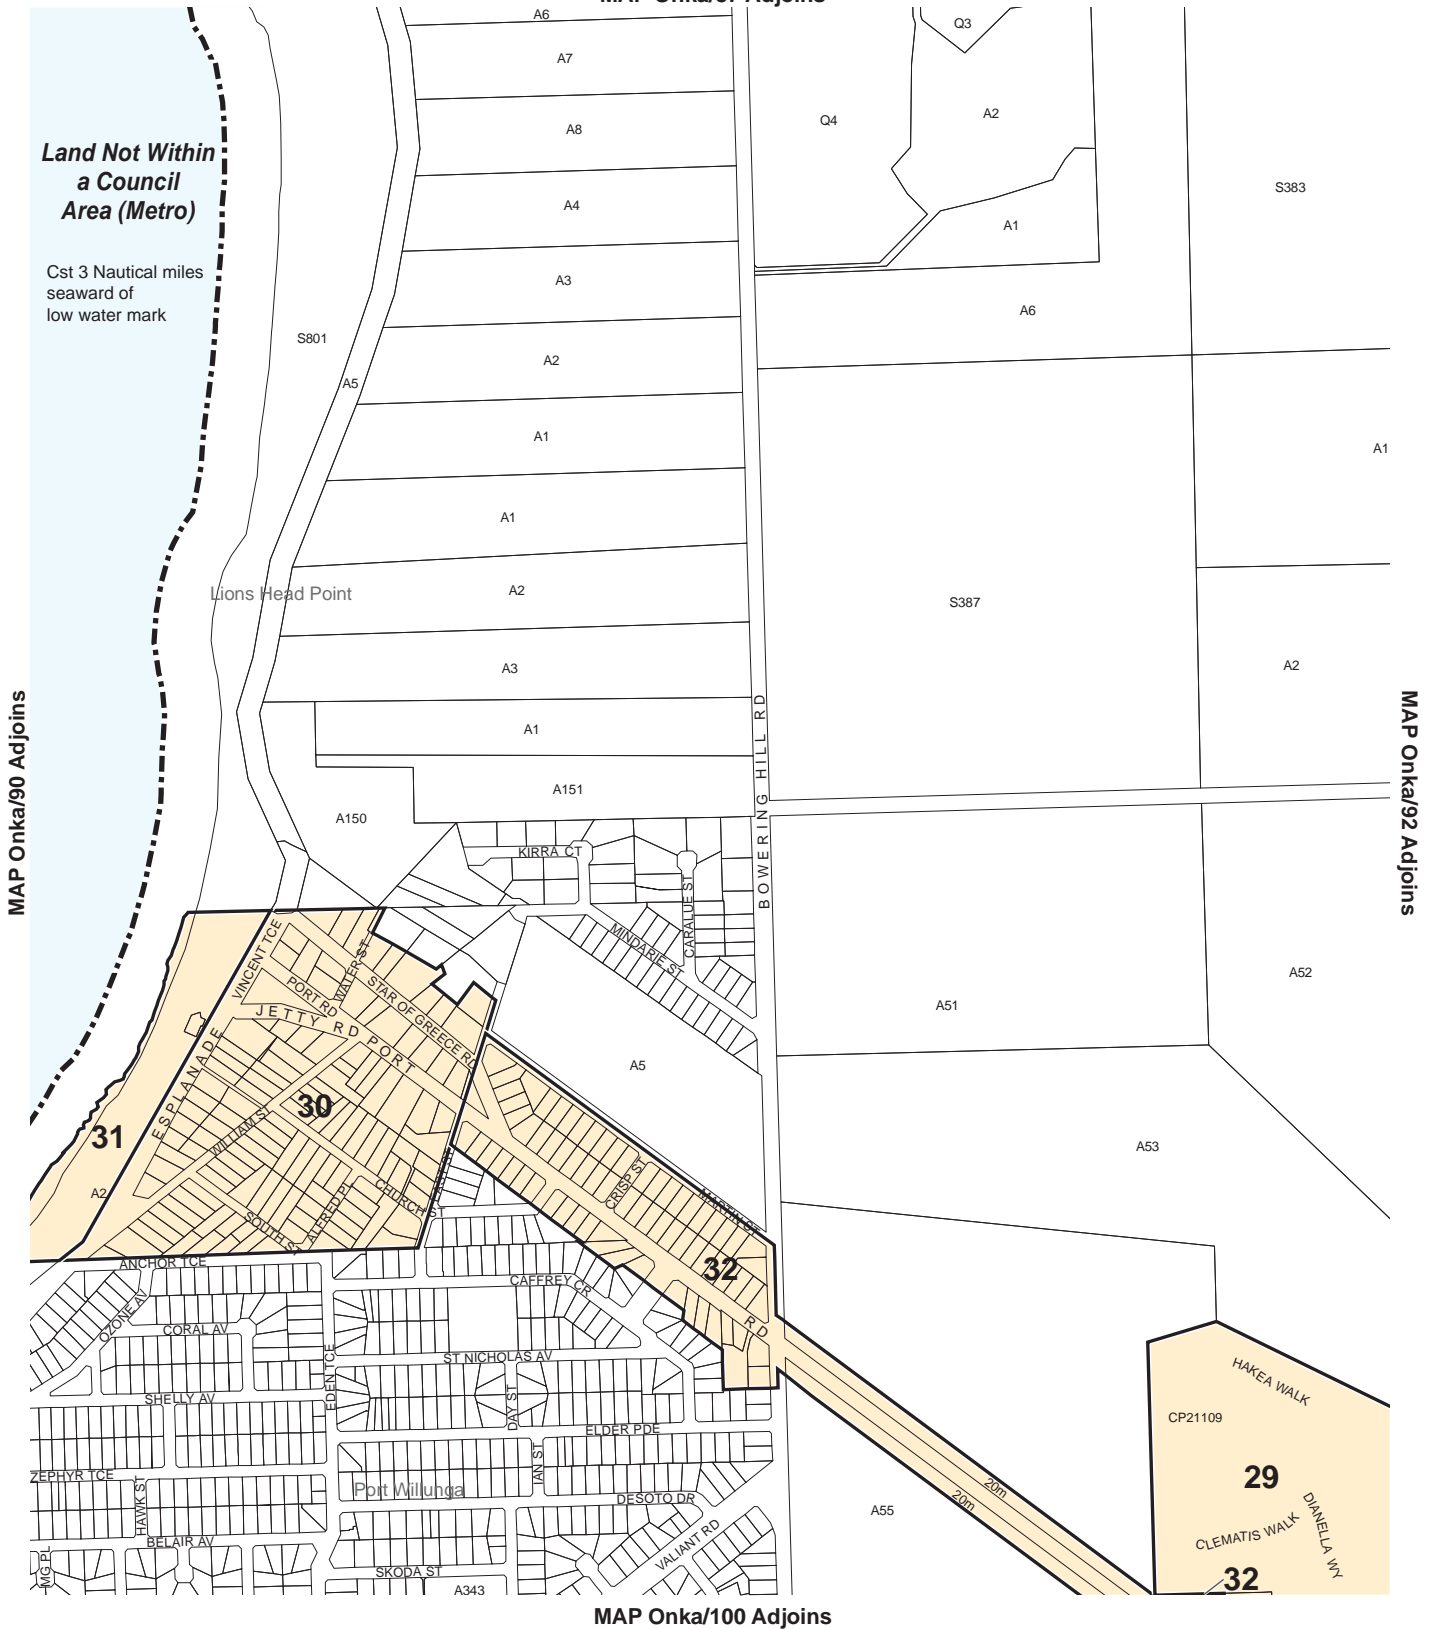 A6
Q3
A7
Q4
A2
A8
Land Not Within
a Council
Area (Metro)
S383
A4
A1
Cst 3 Nautical miles
seaward of
low water mark
A3
A6
S801
A2
A5
A1
A1
A1
Lions Head Point
A2
S387
A3
A2
MAP Onka/90 Adjoins
MAP Onka/92 Adjoins
BOWERING HILL RD
A1
A151
A150
KIRRA CT
CARALUE ST
MINDARIE ST
VINCENT TCE
WATER ST
PORT RD
STAR OF GREECE RD
JETTY RD
PORT
A52
A51
A5
ESPLANADE
30
WILLIAM ST
31
A53
A2
CHURCH ST
ALFRED PL
SOUTH ST
CRISP ST
MARTIN CT
32
RD
ANCHOR TCE
CAFFREY CR
OZONE AV
CORAL AV
ST NICHOLAS AV
EDEN TCE
SHELLY AV
DAY ST
ELDER PDE
IAN ST
ZEPHYR TCE
HAWK ST
Port Willunga
DESOTO DR
VALIANT RD
BELAIR AV
MG PL
SKODA ST
A343
A55
20m
20m
HAKEA WALK
CP21109
29
DIANELLA WY
CLEMATIS WALK
32
MAP Onka/100 Adjoins